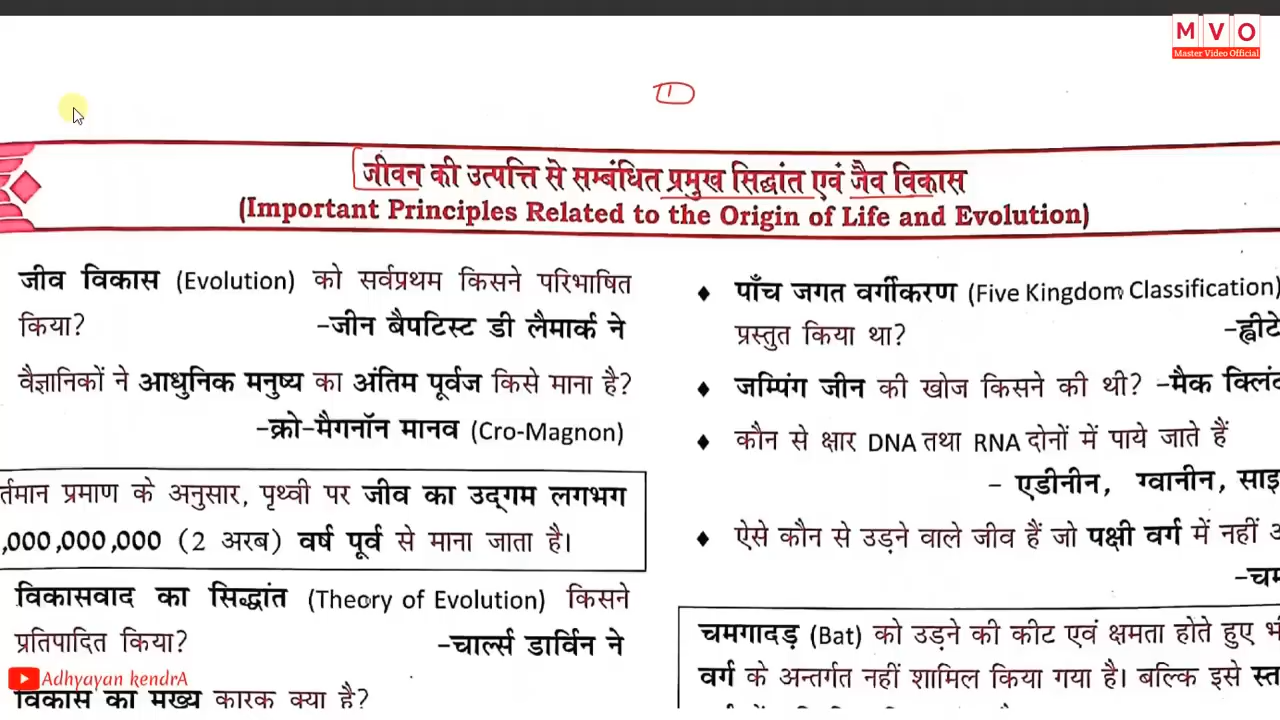 M V O
Master Video Official
1
जीवन की उत्पत्ति से सम्बंधित प्रमुख सिद्धांत एवं जैव विकास
(Important Principles Related to the Origin of Life and Evolution)
जीव विकास (Evolution) को सर्वप्रथम किसने परिभाषित
किया? -जीन बैपटिस्ट डी लैमार्क ने
वैज्ञानिकों ने आधुनिक मनुष्य का अंतिम पूर्वज किसे माना है?
-क्रो-मैगनॉन मानव (Cro-Magnon)
र्तमान प्रमाण के अनुसार, पृथ्वी पर जीव का उद्गम लगभग
,000,000,000 (2 अरब) वर्ष पूर्व से माना जाता है।
विकासवाद का सिद्धांत (Theory of Evolution) किसने
प्रतिपादित किया? -चार्ल्स डार्विन ने
विकास का मुख्य कारक क्या है?
♦ पाँच जगत वर्गीकरण (Five Kingdom Classification)
प्रस्तुत किया था? -ह्वीटे
♦ जम्पिंग जीन की खोज किसने की थी? -मैक क्लिं
♦ कौन से क्षार DNA तथा RNA दोनों में पाये जाते हैं
- एडीनीन, ग्वानीन, साइ
♦ ऐसे कौन से उड़ने वाले जीव हैं जो पक्षी वर्ग में नहीं
-चम
चमगादड़ (Bat) को उड़ने की कीट एवं क्षमता होते हुए भ
वर्ग के अन्तर्गत नहीं शामिल किया गया है। बल्कि इसे स्त
Adhyayan kendrA